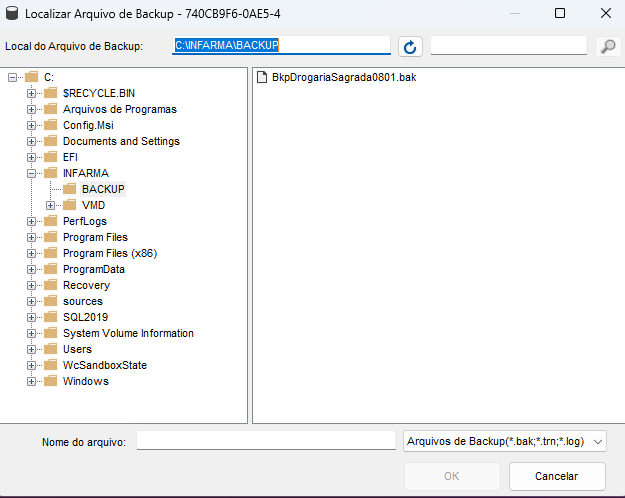 Localizar Arquivo de Backup - 740CB9F6-0AE5-4
Local do Arquivo de Backup:
C:\INFARMA\BACKUP
C:
$RECYCLE.BIN
Arquivos de Programas
Config.Msi
Documents and Settings
EFI
INFARMA
BACKUP
VMD
PerfLogs
Program Files
Program Files (x86)
ProgramData
Recovery
sources
SQL2019
System Volume Information
Users
WcSandboxState
Windows
BkpDrogariaSagrada0801.bak
Nome do arquivo:
Arquivos de Backup(*.bak;*.trn;*.log)
OK
Cancelar